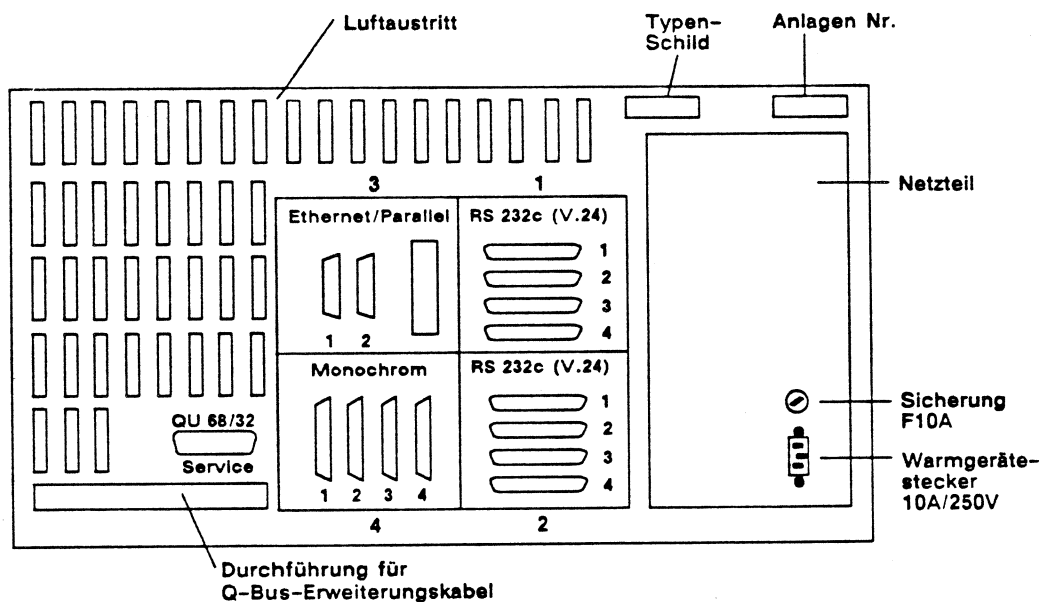 Luftaustritt
Typen-
Schild
Anlagen Nr.
3
1
Netzteil
Ethernet/Parallel
RS 232c (V.24)
1
2
3
4
1 2
Monochrom
RS 232c (V.24)
1
2
3
4
1 2 3 4
QU 68/32
Service
Sicherung
F10A
Warmgeräte-
stecker
10A/250V
4
2
Durchführung für
Q-Bus-Erweiterungskabel